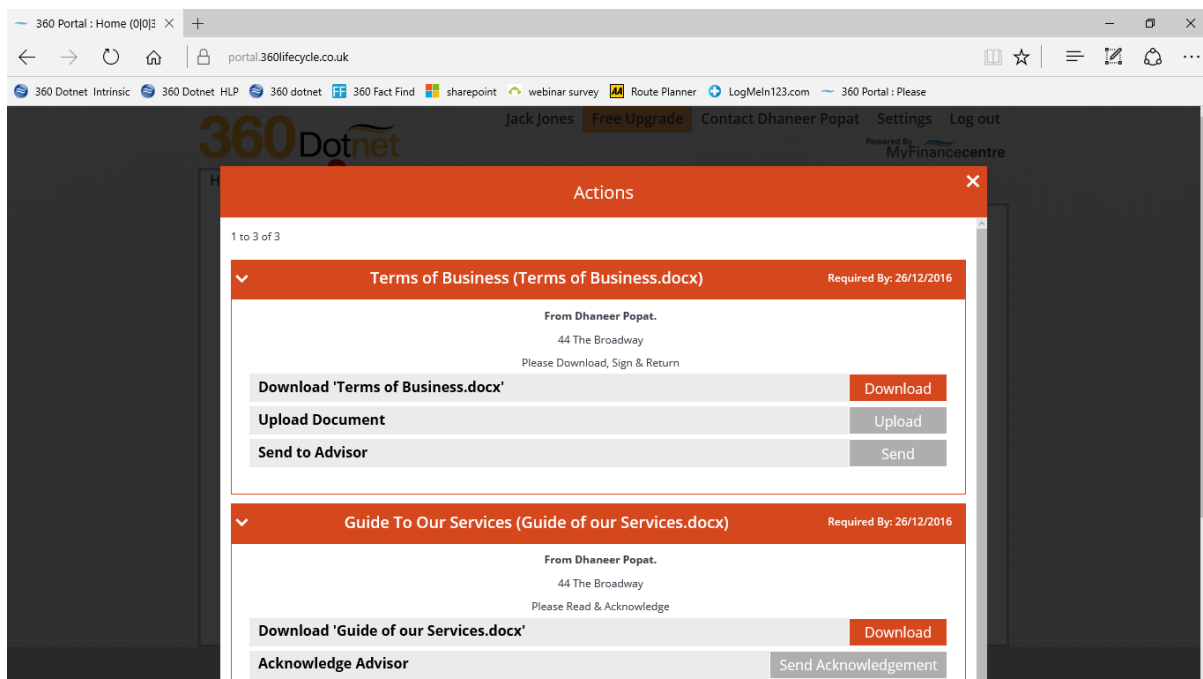 360 Portal : Home (0|0|3
portal.360lifecycle.co.uk
360 Dotnet Intrinsic 360 Dotnet HLP 360 dotnet FF 360 Fact Find sharepoint webinar survey AA Route Planner LogMeIn123.com 360 Portal : Please
Jack Jones Free Upgrade Contact Dhaneer Popat Settings Log out
360 Dotnet
Powered By
MyFinancecentre
H
Actions
1 to 3 of 3
Terms of Business (Terms of Business.docx) Required By: 26/12/2016
From Dhaneer Popat.
44 The Broadway
Please Download, Sign & Return
Download 'Terms of Business.docx' Download
Upload Document Upload
Send to Advisor Send
Guide To Our Services (Guide of our Services.docx) Required By: 26/12/2016
From Dhaneer Popat.
44 The Broadway
Please Read & Acknowledge
Download 'Guide of our Services.docx' Download
Acknowledge Advisor Send Acknowledgement